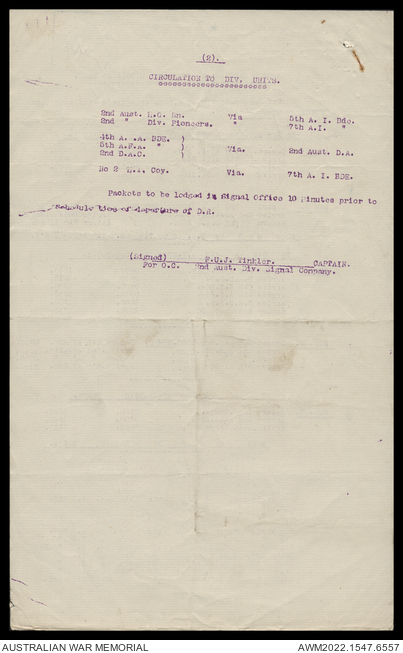 (2).
CIRCULATION TO DIV. UNITS.
2nd Aust. M.G. Bn. Via 5th A. I. Bde.
2nd " Div. Pioneers. " 7th A.I. "
4th A. .A. BDE. )
5th A.F.A. " ) Via. 2nd Aust. D.A.
2nd D.A.C. )
No 2 Coy. Via. 7th A. I. BDE.
Packets to be lodged in Signal Office 10 Minutes prior to
Schedule time of departure of D.R.
(Signed) F.U.J. Tinkler. CAPTAIN.
For O.C. 2nd Aust. Div. Signal Company.
AUSTRALIAN WAR MEMORIAL AWM2022.1547.6557